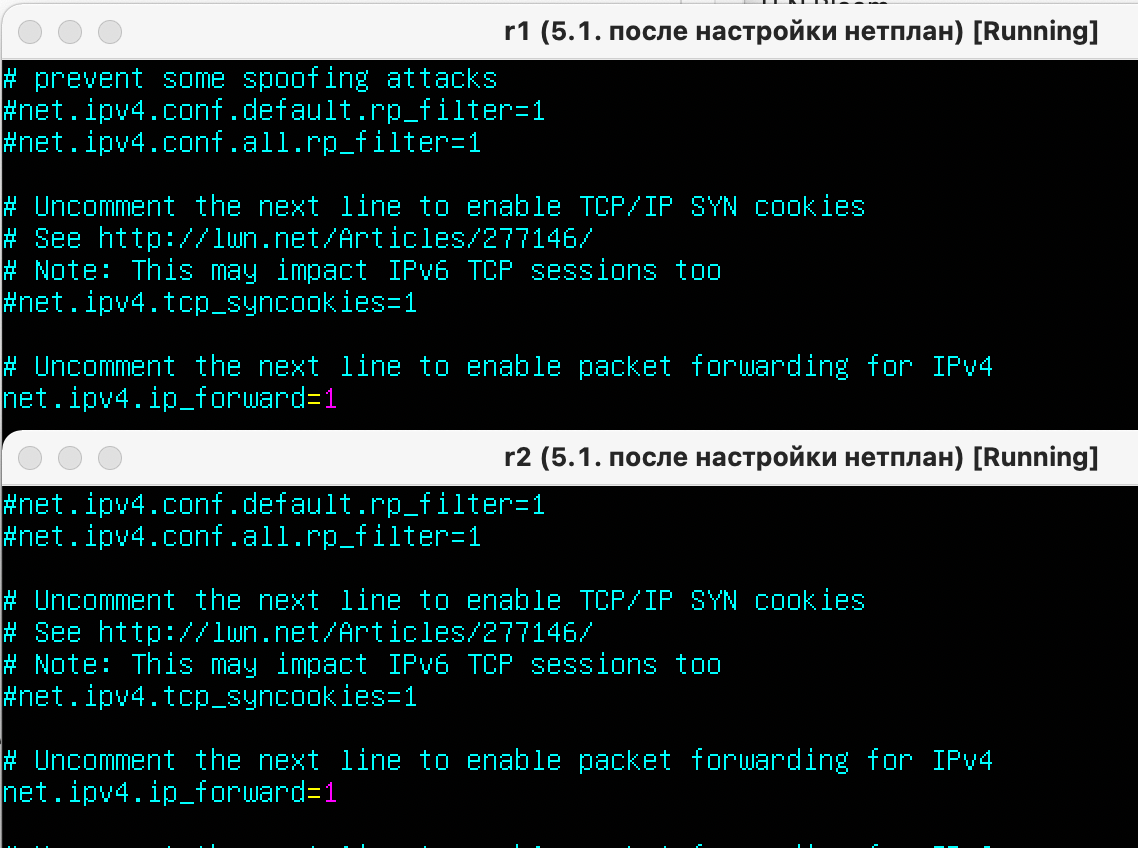 r1 (5.1. после настройки нетплан) [Running]
# prevent some spoofing attacks
#net.ipv4.conf.default.rp_filter=1
#net.ipv4.conf.all.rp_filter=1
# Uncomment the next line to enable TCP/IP SYN cookies
# See http://lwn.net/Articles/277146/
# Note: This may impact IPv6 TCP sessions too
#net.ipv4.tcp_syncookies=1
# Uncomment the next line to enable packet forwarding for IPv4
net.ipv4.ip_forward=1
r2 (5.1. после настройки нетплан) [Running]
#net.ipv4.conf.default.rp_filter=1
#net.ipv4.conf.all.rp_filter=1
# Uncomment the next line to enable TCP/IP SYN cookies
# See http://lwn.net/Articles/277146/
# Note: This may impact IPv6 TCP sessions too
#net.ipv4.tcp_syncookies=1
# Uncomment the next line to enable packet forwarding for IPv4
net.ipv4.ip_forward=1